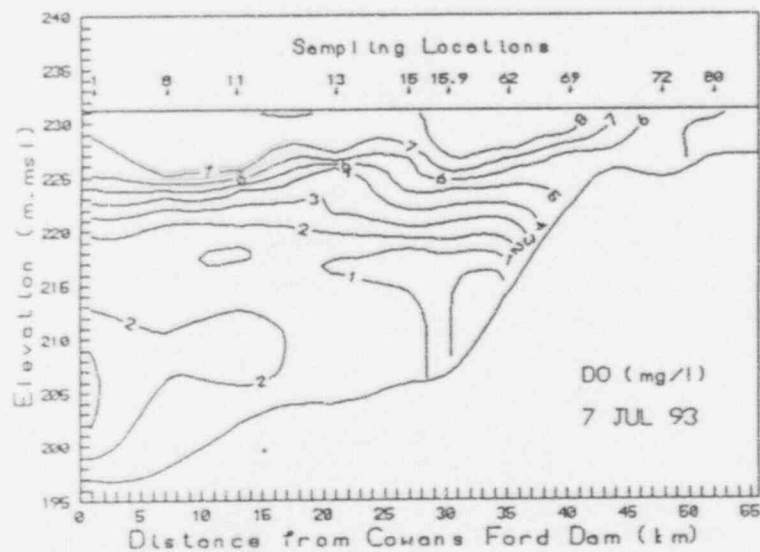 Sampling Locations
1 8 11 13 15 15.9 62 69 72 80
240
235
230
225
220
215
210
205
200
195
Elevation (m.msl)
8 7 6
7
7
6
5
4
3
2
1
2
2
DO (mg/l)
7 JUL 93
0 5 10 15 20 25 30 35 40 45 50 55 60 65
Distance from Cowans Ford Dam (km)